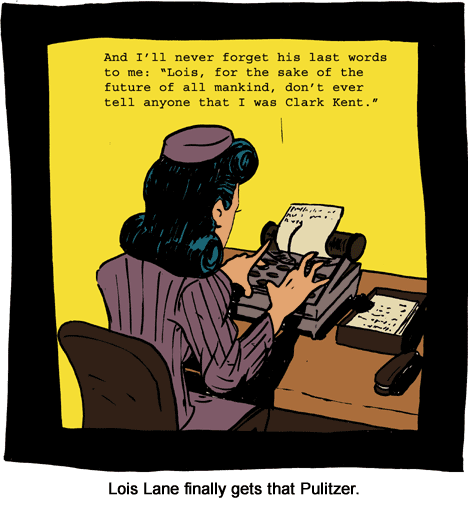 And I'll never forget his last words
to me: "Lois, for the sake of the
future of all mankind, don't ever
tell anyone that I was Clark Kent."
Lois Lane finally gets that Pulitzer.